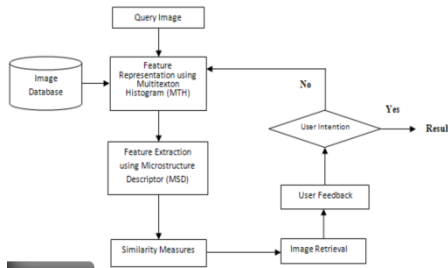 Query Image
Feature
Representation using
Multitexton
Histogram (MTH)
Image
Database
No
Yes
User Intention
Resul
Feature Extraction
using Microstructure
Descriptor (MSD)
User Feedback
Similarity Measures
Image Retrieval